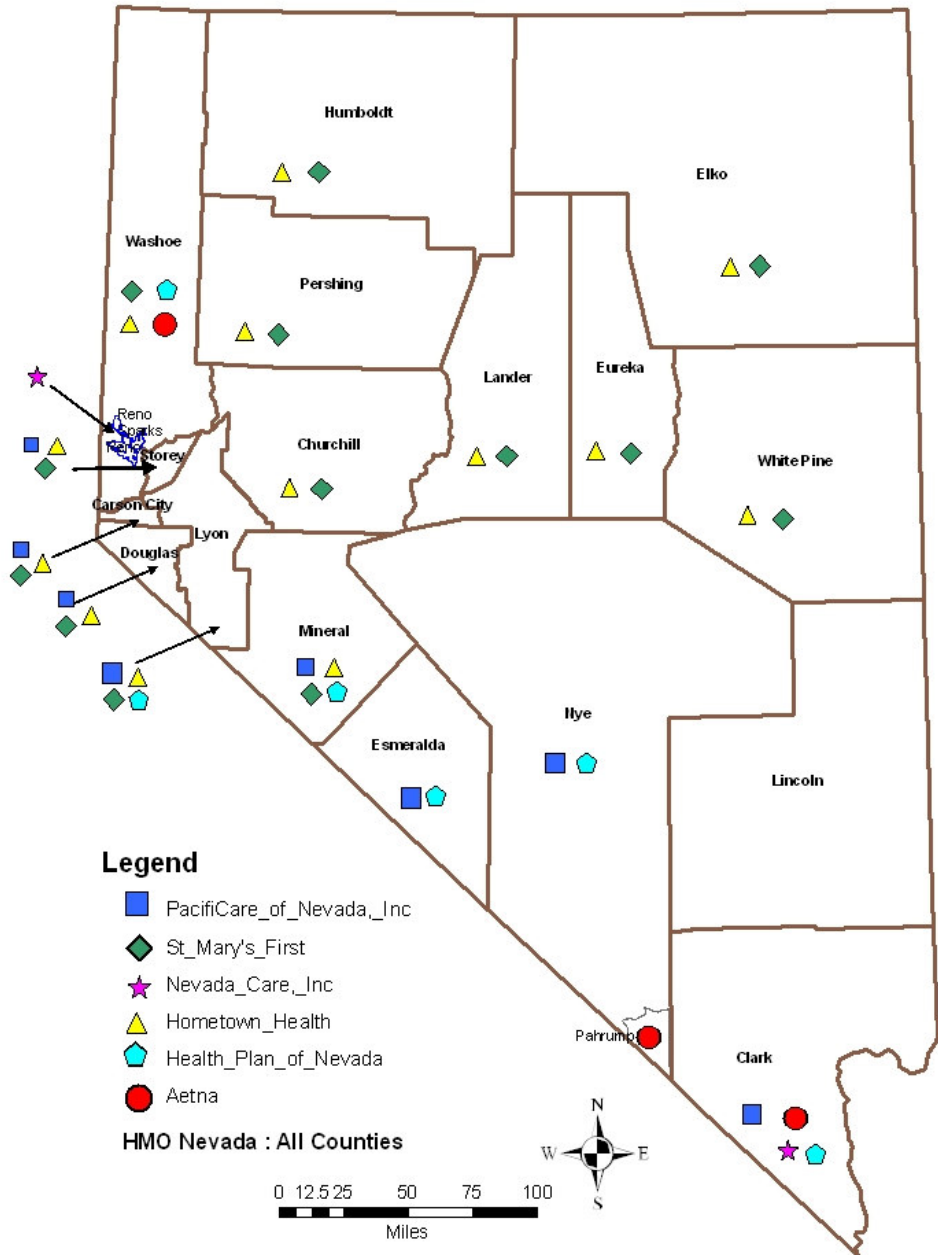 Humboldt
Elko
Washoe
Pershing
Lander
Eureka
Reno
Sparks
Reno
Storey
Churchill
White Pine
Carson City
Lyon
Douglas
Mineral
Nye
Esmeralda
Lincoln
Legend
PacifiCare_of_Nevada,_Inc
St_Mary's_First
Nevada_Care,_Inc
Hometown_Health
Health_Plan_of_Nevada
Aetna
Pahrump
Clark
HMO Nevada : All Counties
N
W E
S
0 12.5 25 50 75 100
Miles